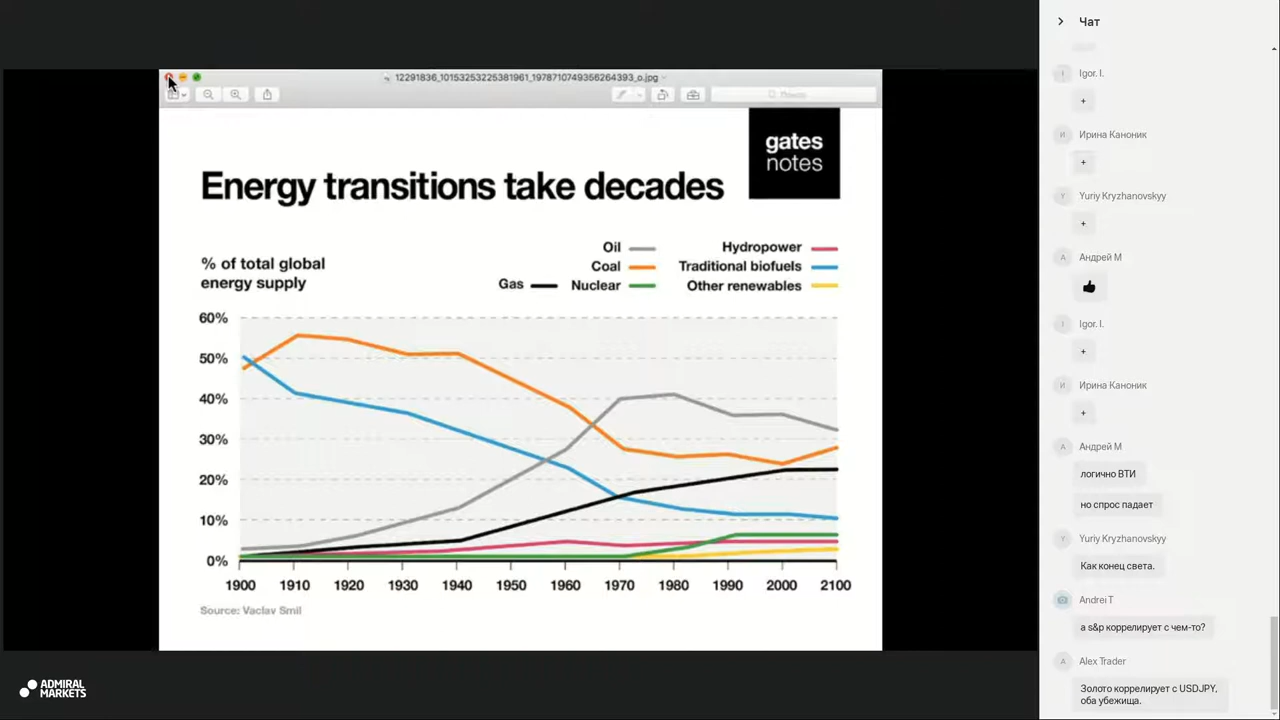 12291836_10153253225381961_1978710749356264393_o.jpg
Поиск
gates
notes
Energy transitions take decades
% of total global
energy supply
Oil
Hydropower
Coal
Traditional biofuels
Gas
Nuclear
Other renewables
60%
50%
40%
30%
20%
10%
0%
1900 1910 1920 1930 1940 1950 1960 1970 1980 1990 2000 2100
Source: Vaclav Smil
ADMIRAL
MARKETS
Чат
I
Igor. I.
+
И
Ирина Каноник
+
Y
Yuriy Kryzhanovskyy
+
А
Андрей М
I
Igor. I.
+
И
Ирина Каноник
+
А
Андрей М
логично ВТИ
но спрос падает
Y
Yuriy Kryzhanovskyy
Как конец света.
Andrei T
а s&p коррелирует с чем-то?
A
Alex Trader
Золото коррелирует с USDJPY,
оба убежища.